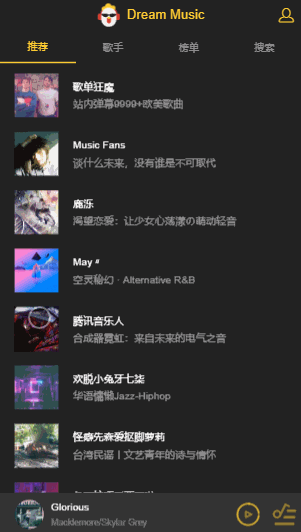 Dream Music
推荐
歌手
榜单
搜索
歌单狂魔
站内弹幕9999+欧美歌曲
Music Fans
谈什么未来，没有谁是不可取代
鹿泺
渴望恋爱：让少女心荡漾の萌动轻音
May〃
空灵秘幻 · Alternative R&B
腾讯音乐人
合成器霓虹：来自未来的电气之音
欢脱小兔牙七柒
华语慵懒Jazz-Hiphop
怪癖先森爱抠脚萝莉
台湾民谣丨文艺青年的诗与情怀
Glorious
Macklemore/Skylar Grey